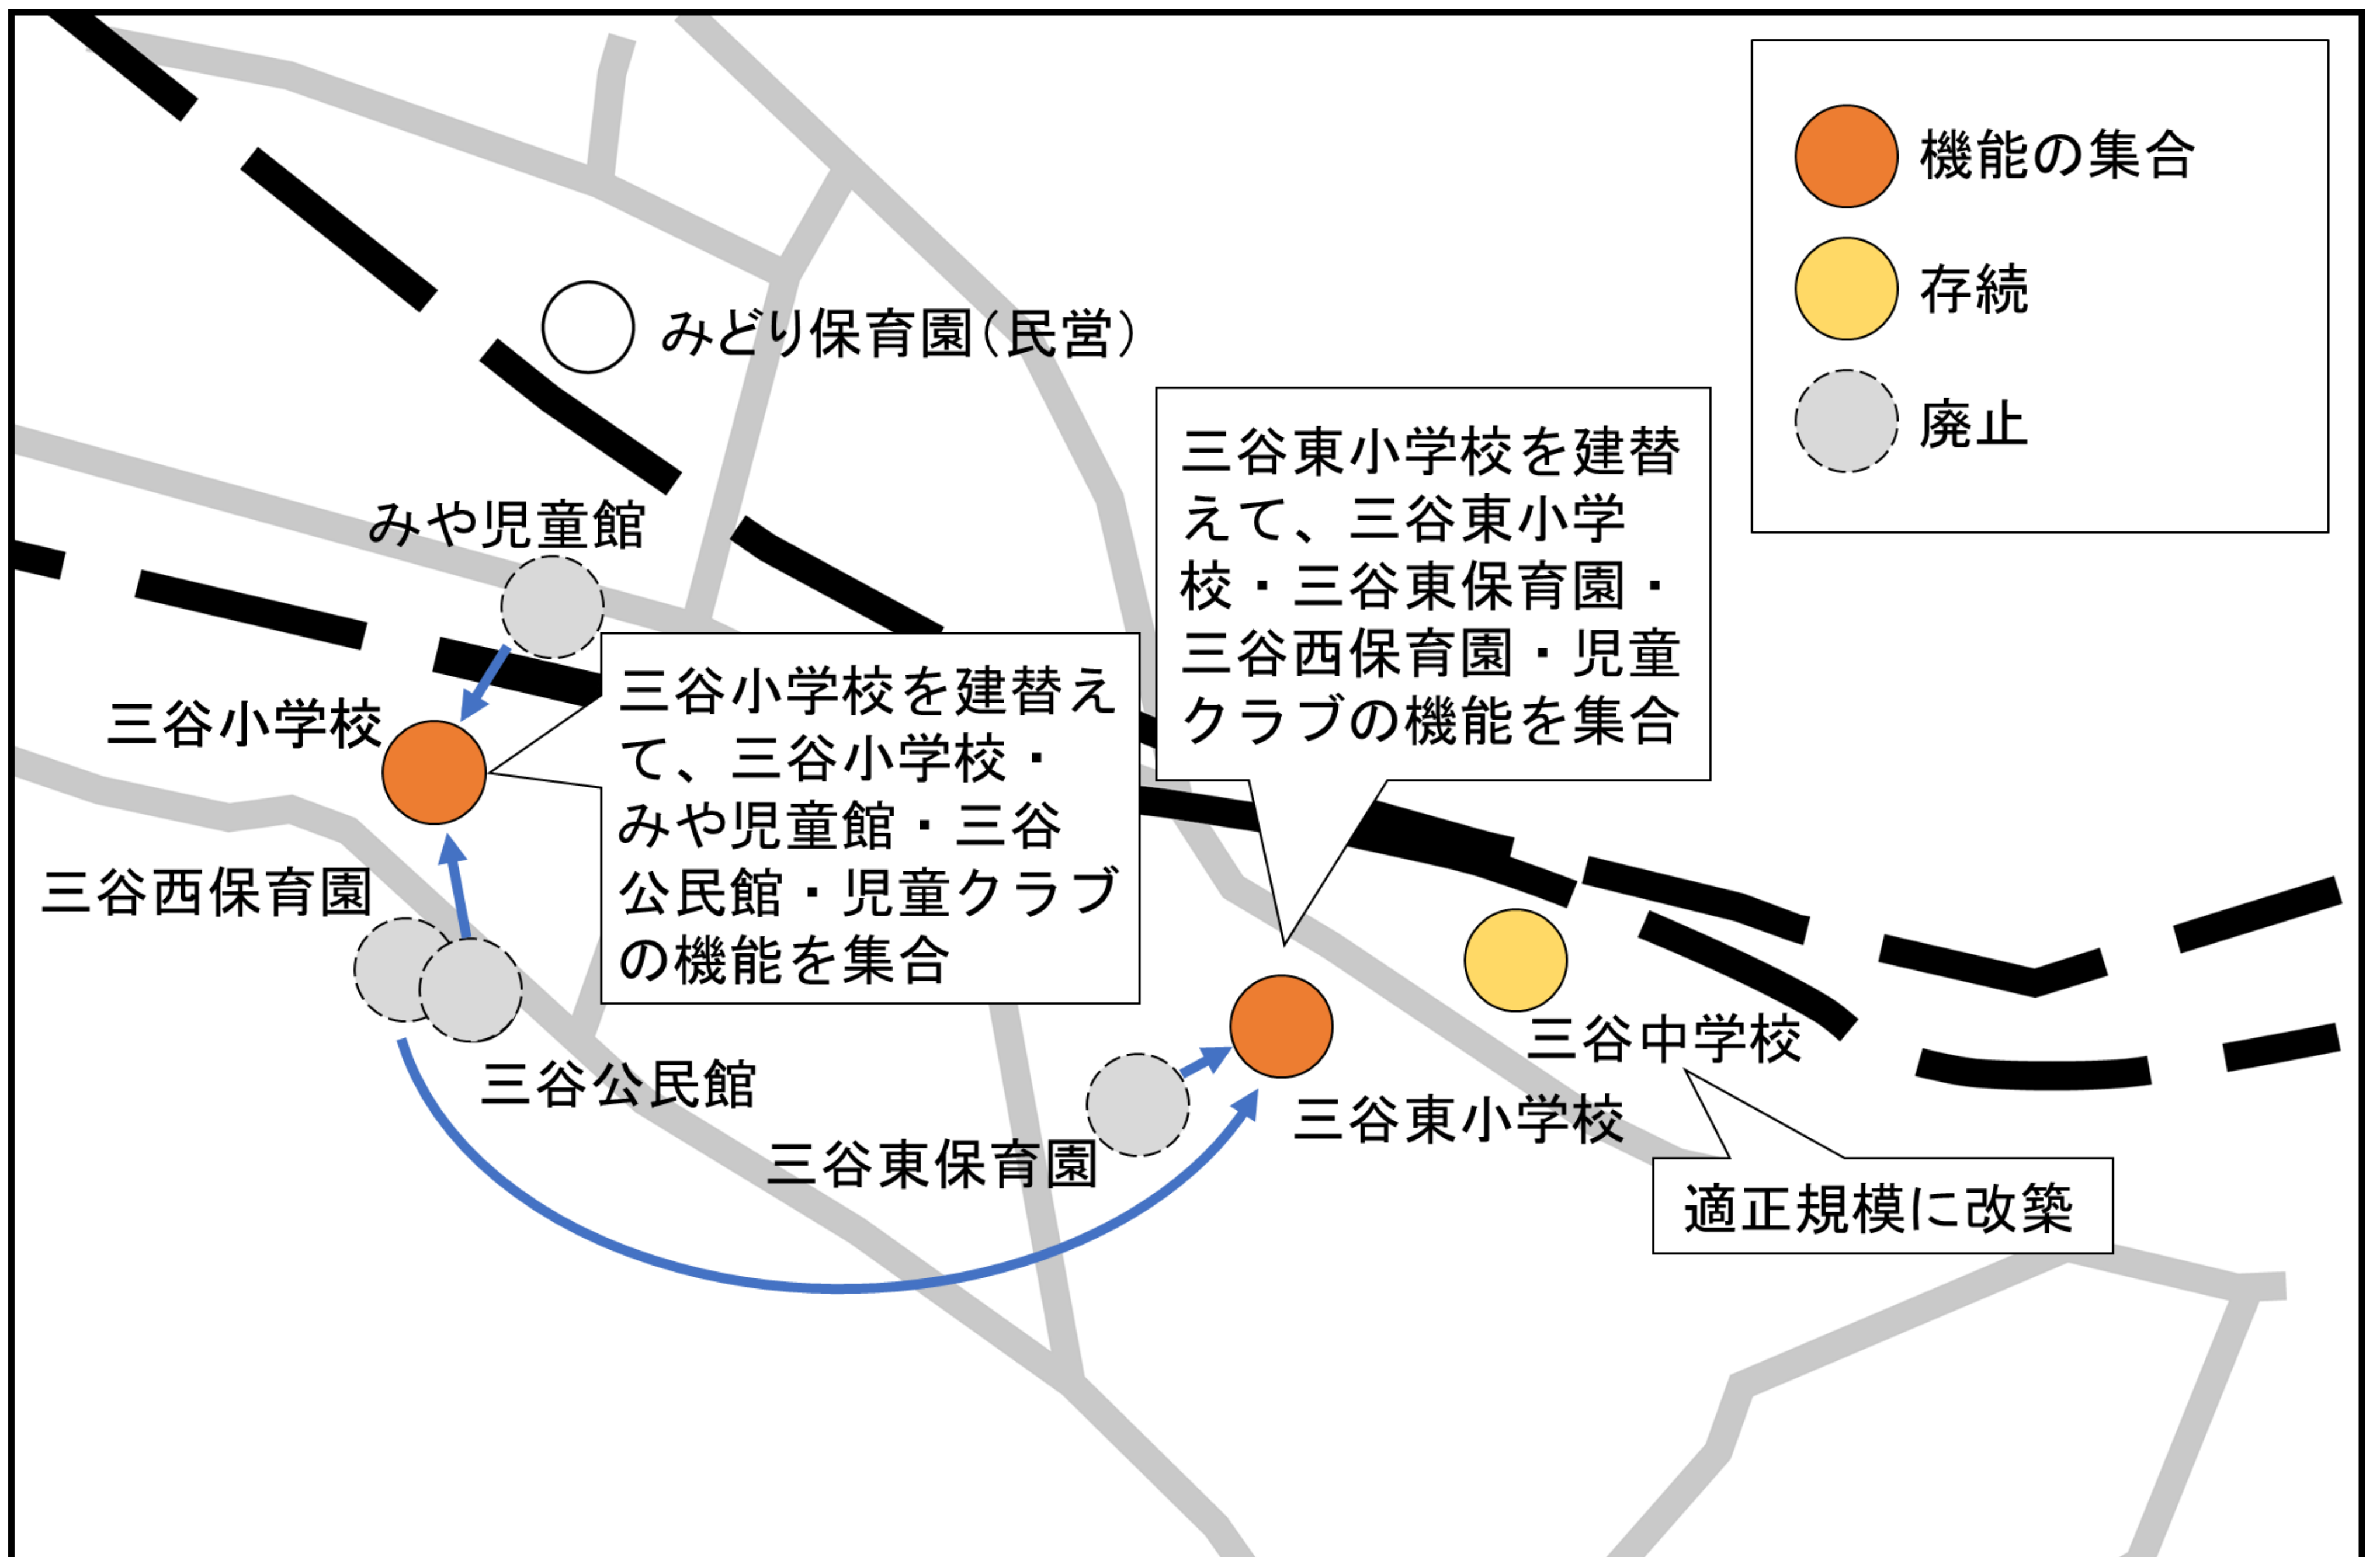 機能の集合
存続
廃止
みどり保育園（民営）
みや児童館
三谷東小学校を建替
えて、三谷東小学
校・三谷東保育園・
三谷西保育園・児童
クラブの機能を集合
三谷小学校
三谷小学校を建替え
て、三谷小学校・
みや児童館・三谷
公民館・児童クラブ
の機能を集合
三谷西保育園
三谷公民館
三谷東保育園
三谷東小学校
三谷中学校
適正規模に改築